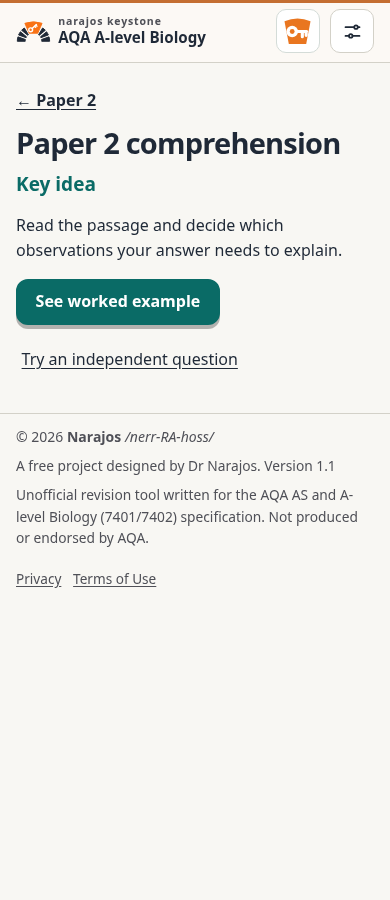 narajos keystone
AQA A-level Biology
← Paper 2
Paper 2 comprehension
Key idea
Read the passage and decide which
observations your answer needs to explain.
See worked example
Try an independent question
© 2026 Narajos /nerr-RA-hoss/
A free project designed by Dr Narajos. Version 1.1
Unofficial revision tool written for the AQA AS and A-
level Biology (7401/7402) specification. Not produced
or endorsed by AQA.
Privacy Terms of Use